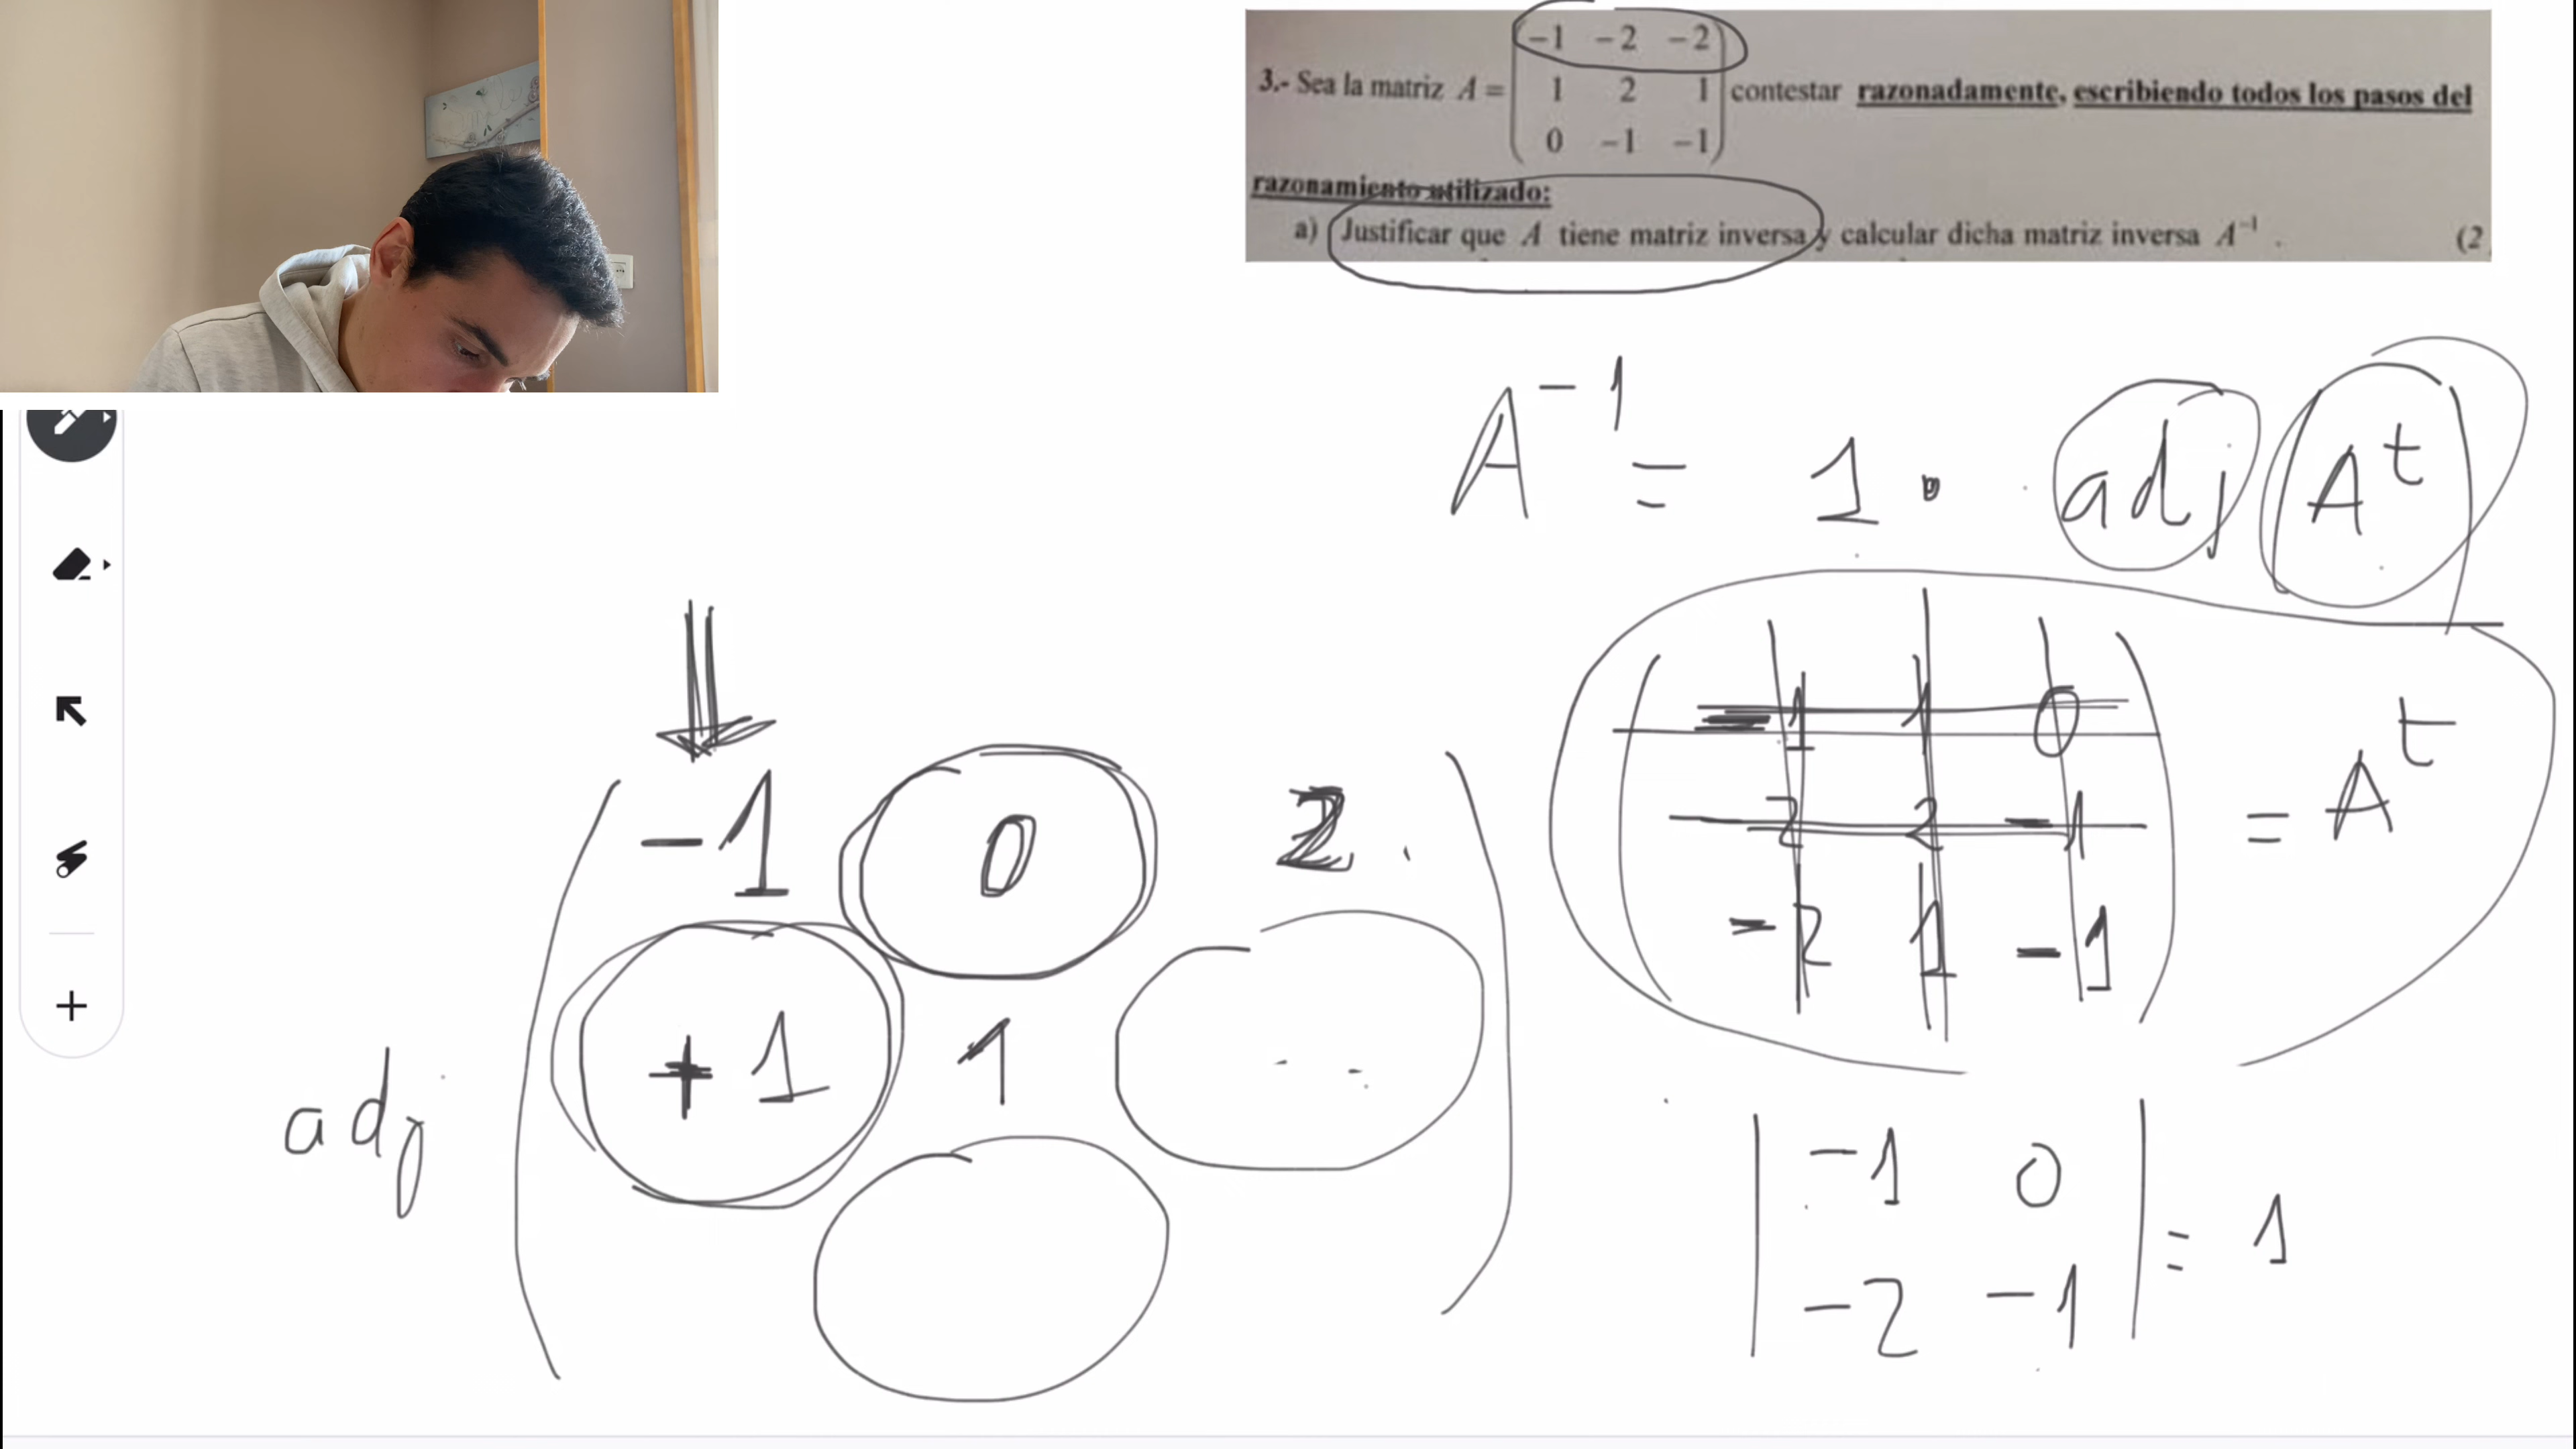 3.- Sea la matriz A = ( -1 -2 -2
1 2 1
0 -1 -1 ) contestar razonadamente, escribiendo todos los pasos del
razonamiento utilizado:
a) Justificar que A tiene matriz inversa y calcular dicha matriz inversa A⁻¹ . (2
A⁻¹ = 1 · adj A^t
-1 1 0
-2 2 -1 = A^t
-2 1 -1
-1 0 2
+1 1
adj
-1 0
-2 -1 = 1